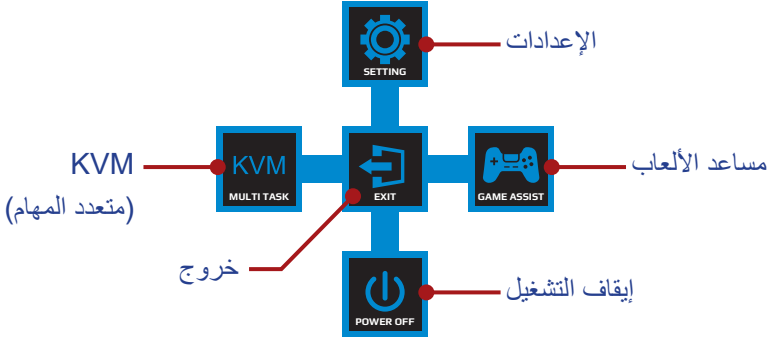 الإعدادات
SETTING
KVM
(متعدد المهام)
KVM
MULTI TASK
EXIT
GAME ASSIST
مساعد الألعاب
خروج
POWER OFF
إيقاف التشغيل